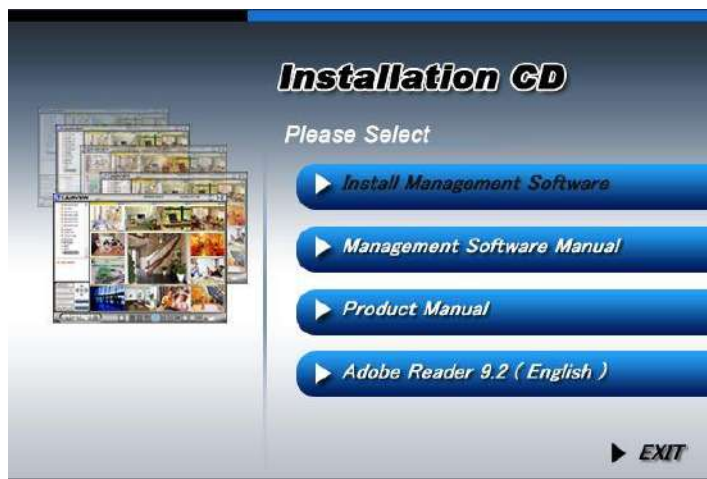 Installation CD
Please Select
Install Management Software
Management Software Manual
Product Manual
Adobe Reader 9.2 ( English )
EXIT